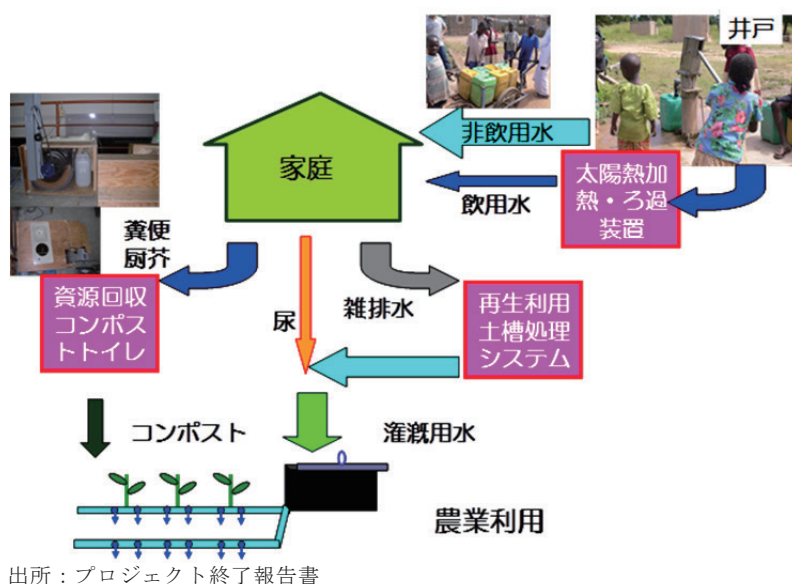 井戸
非飲用水
家庭
太陽熱加
熱・ろ過
装置
飲用水
糞便
厨芥
資源回収
コンポス
トトイレ
尿
雑排水
再生利用
土槽処理
システム
コンポスト
灌漑用水
農業利用
出所：プロジェクト終了報告書